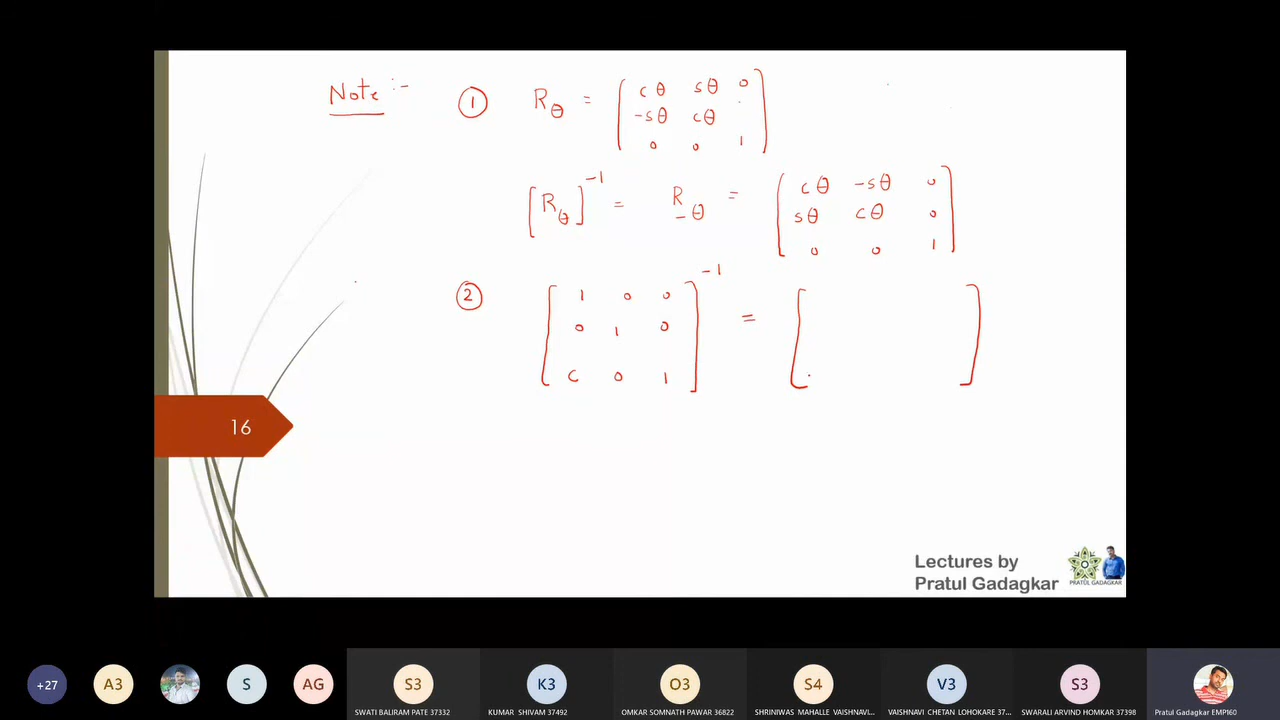 Note :-
① Rθ = [ cθ sθ 0
-sθ cθ
0 0 1 ]
[Rθ]⁻¹ = R-θ = [ cθ -sθ 0
sθ cθ 0
0 0 1 ]
② [ 1 0 0
0 1 0
c 0 1 ]⁻¹ = [ ]
16
Lectures by
Pratul Gadagkar
PRATUL GADAGKAR
+27 A3 S AG S3 K3 O3 S4 V3 S3
SWATI BALIRAM PATE 37332 KUMAR SHIVAM 37492 OMKAR SOMNATH PAWAR 36822 SHRINIWAS MAHALLE VAISHNAVI... VAISHNAVI CHETAN LOHOKARE 37... SWARALI ARVIND HOMKAR 37398 Pratul Gadagkar EMP160